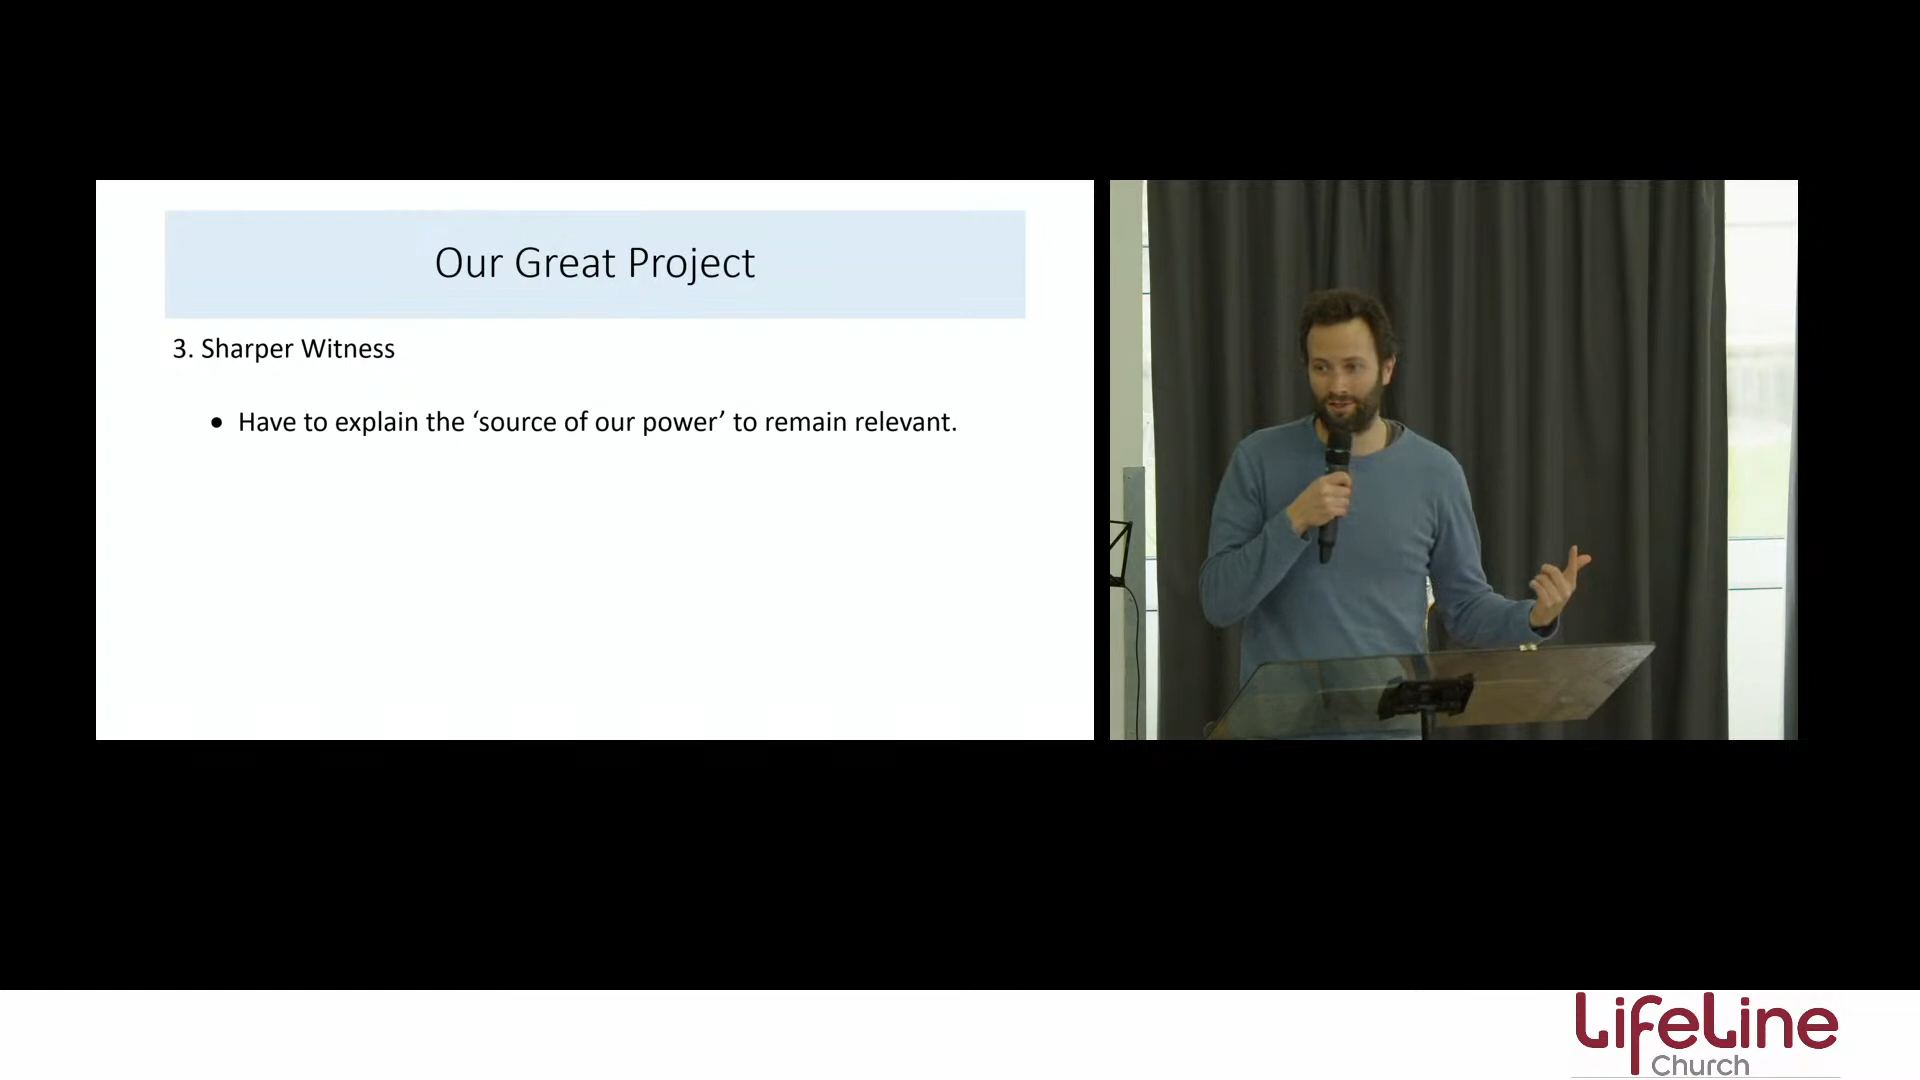 Our Great Project
3. Sharper Witness
• Have to explain the ‘source of our power’ to remain relevant.
LifeLine
Church